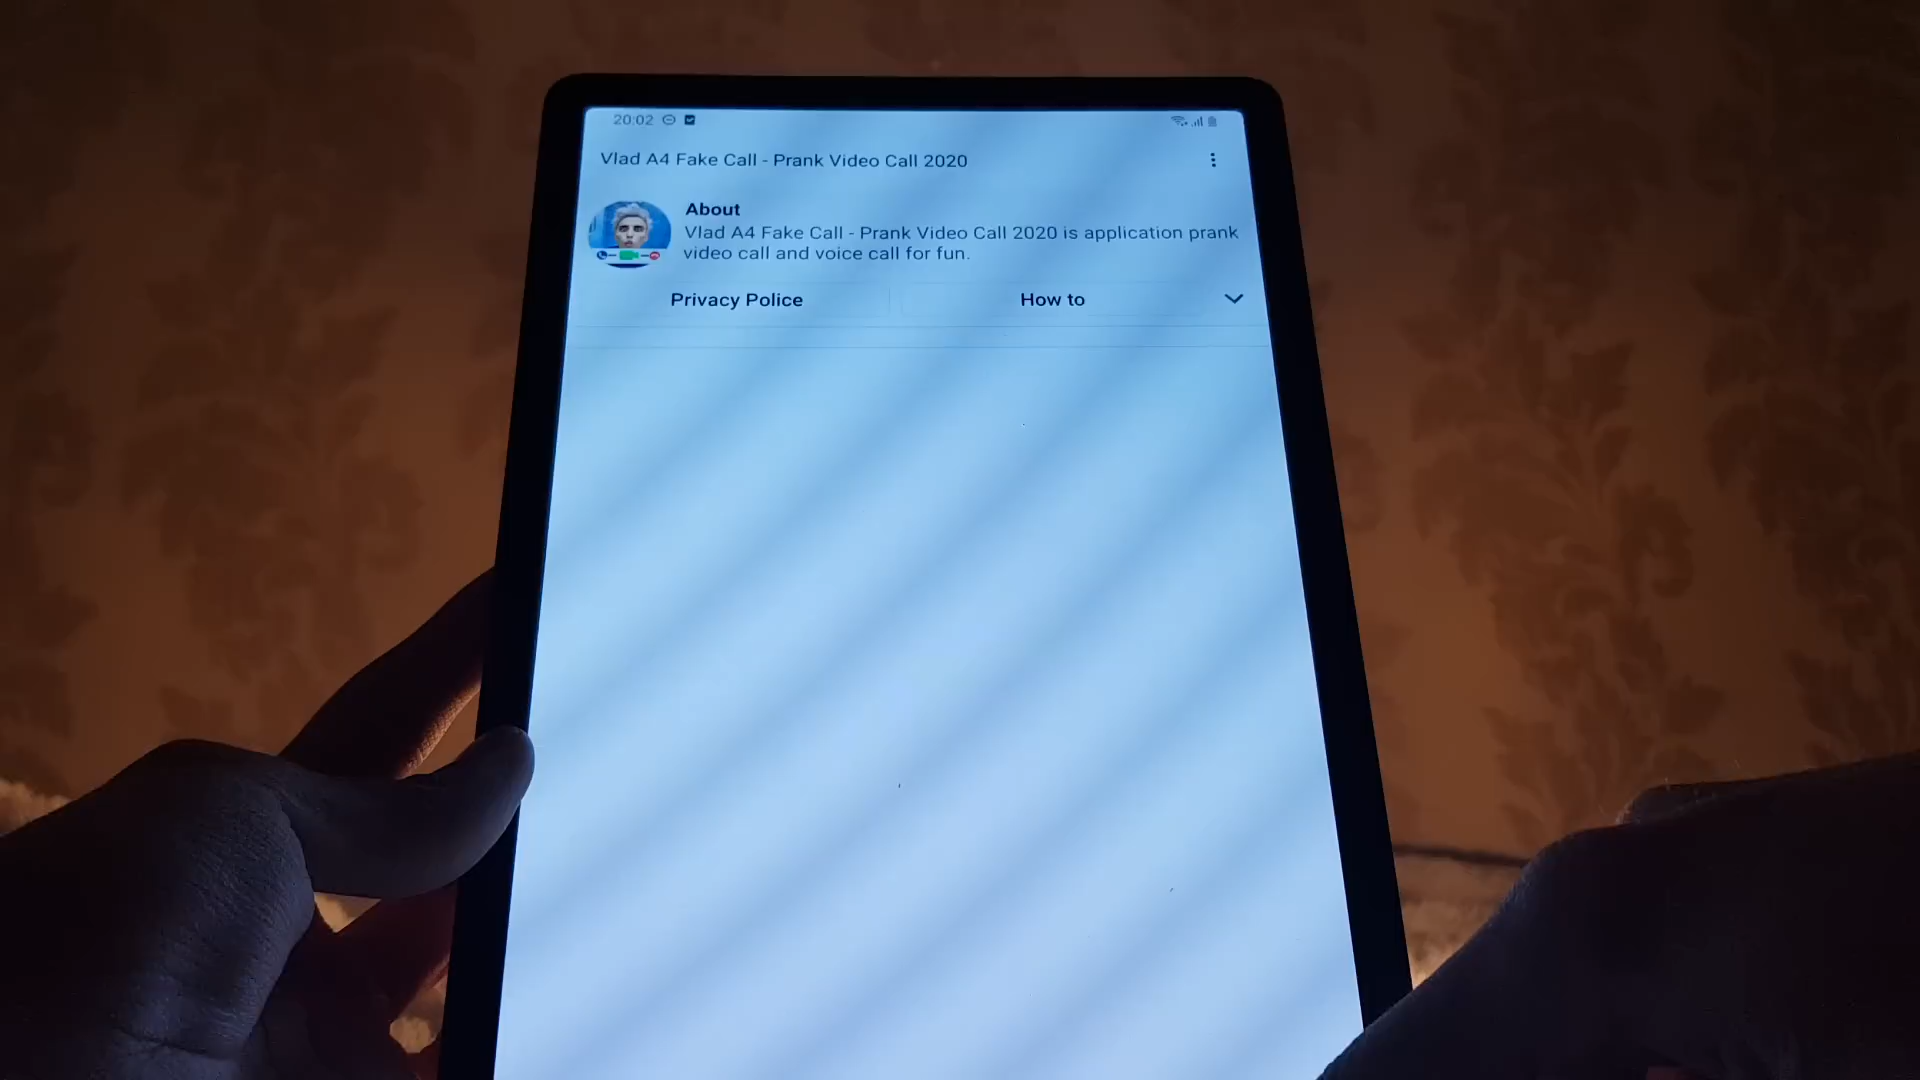 20:02
Vlad A4 Fake Call - Prank Video Call 2020
About
Vlad A4 Fake Call - Prank Video Call 2020 is application prank
video call and voice call for fun.
Privacy Police
How to